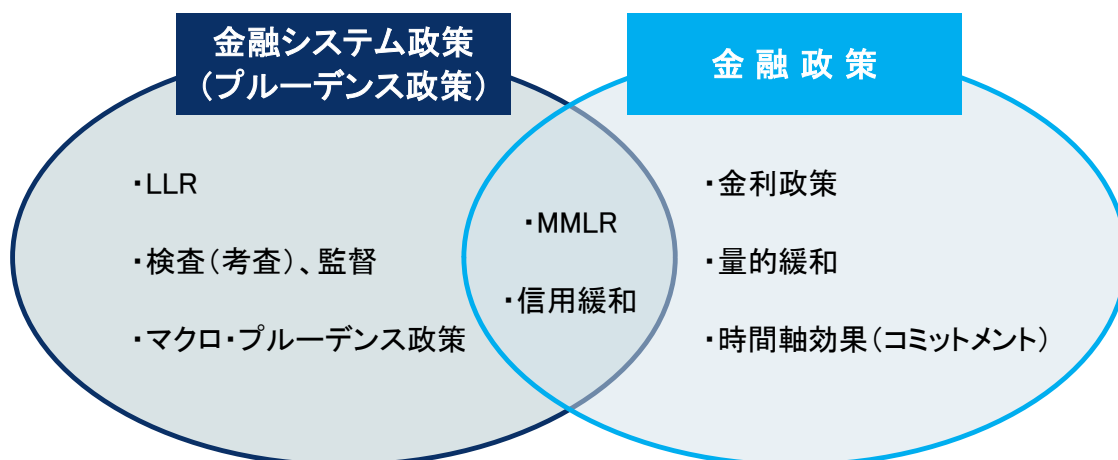 金融システム政策
(プルーデンス政策)
金融政策
・LLR
・検査(考査)、監督
・マクロ・プルーデンス政策
・MMLR
・信用緩和
・金利政策
・量的緩和
・時間軸効果(コミットメント)